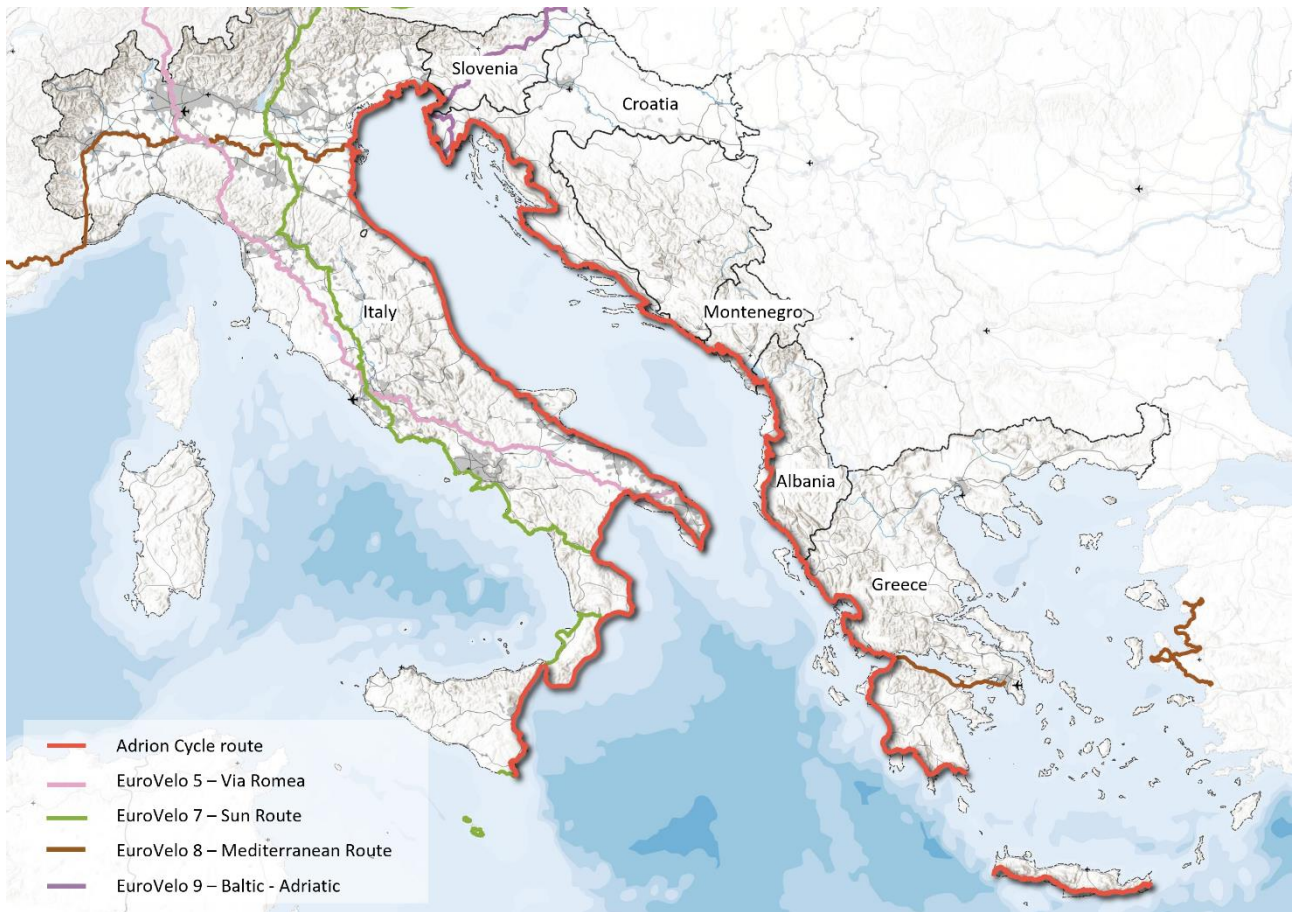 Slovenia
Croatia
Italy
Montenegro
Albania
Greece
Adrion Cycle route
EuroVelo 5 – Via Romea
EuroVelo 7 – Sun Route
EuroVelo 8 – Mediterranean Route
EuroVelo 9 – Baltic - Adriatic